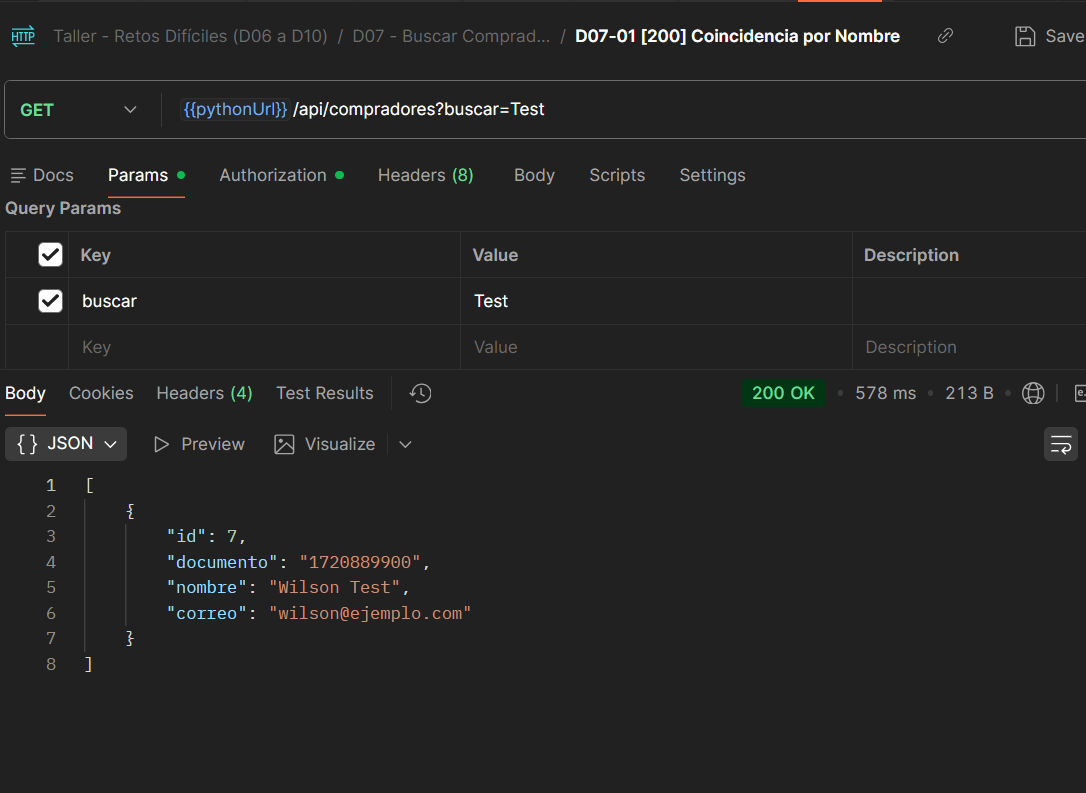 HTTP Taller - Retos Difíciles (D06 a D10) / D07 - Buscar Comprad... / D07-01 [200] Coincidencia por Nombre Save
GET {{pythonUrl}} /api/compradores?buscar=Test
Docs Params Authorization Headers (8) Body Scripts Settings
Query Params
Key Value Description
buscar Test
Key Value Description
Body Cookies Headers (4) Test Results 200 OK 578 ms 213 B e.
{} JSON Preview Visualize
1 [
2 {
3 "id": 7,
4 "documento": "1720889900",
5 "nombre": "Wilson Test",
6 "correo": "wilson@ejemplo.com"
7 }
8 ]